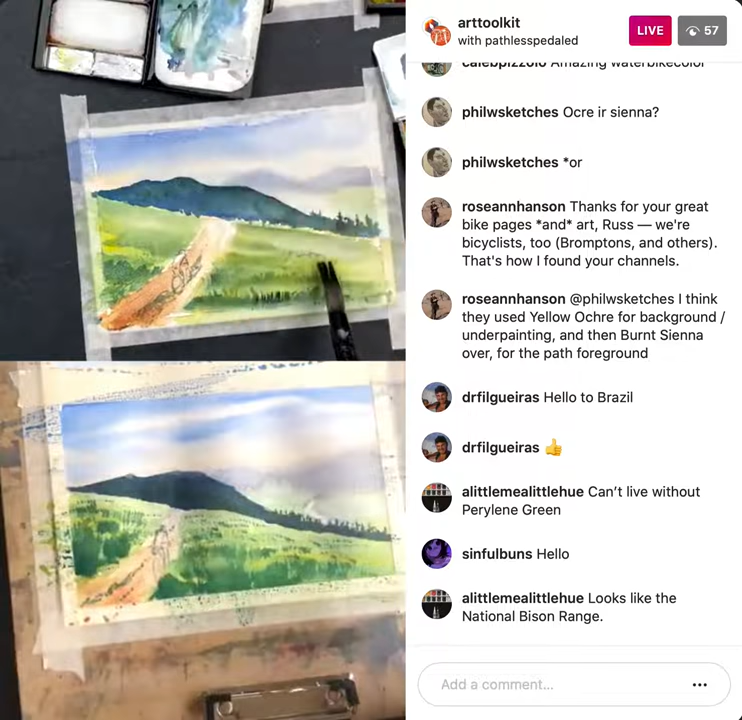 arttoolkit
with pathlesspedaled
LIVE
57
calebpizzolo Amazing waterbikecolor
philwsketches Ocre ir sienna?
philwsketches *or
roseannhanson Thanks for your great
bike pages *and* art, Russ — we're
bicyclists, too (Bromptons, and others).
That's how I found your channels.
roseannhanson @philwsketches I think
they used Yellow Ochre for background /
underpainting, and then Burnt Sienna
over, for the path foreground
drfilgueiras Hello to Brazil
drfilgueiras 👍
alittlemealittlehue Can’t live without
Perylene Green
sinfulbuns Hello
alittlemealittlehue Looks like the
National Bison Range.
Add a comment...